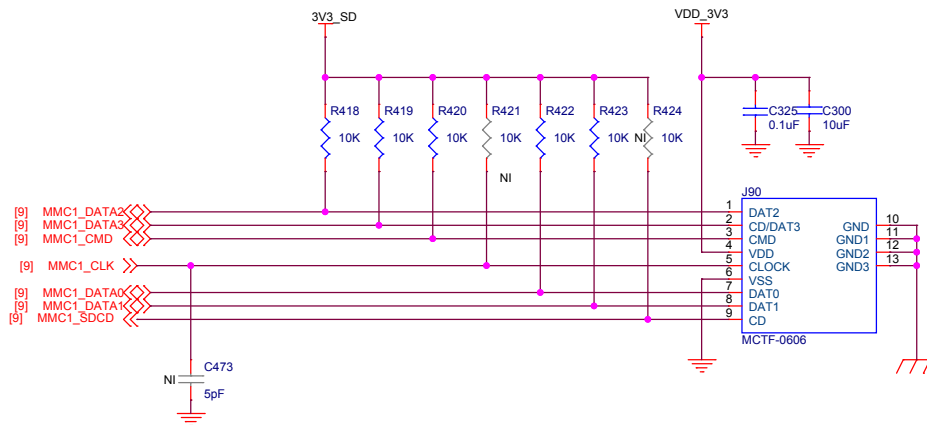 3V3_SD
VDD_3V3
R418
R419
R420
R421
R422
R423
R424
10K
10K
10K
10K
10K
10K
NI
10K
NI
C325
0.1uF
C300
10uF
J90
[9] MMC1_DATA2
1
DAT2
[9] MMC1_DATA3
2
CD/DAT3
[9] MMC1_CMD
3
CMD
4
VDD
[9] MMC1_CLK
5
CLOCK
6
VSS
[9] MMC1_DATA0
7
DAT0
[9] MMC1_DATA1
8
DAT1
[9] MMC1_SDCD
9
CD
GND
10
GND1
11
GND2
12
GND3
13
MCTF-0606
C473
NI
5pF